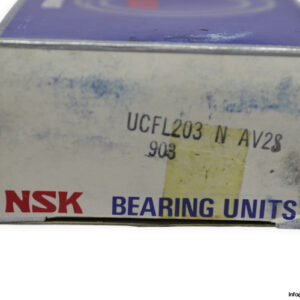 UCFL203 N AV2S
903
NSK BEARING UNITS